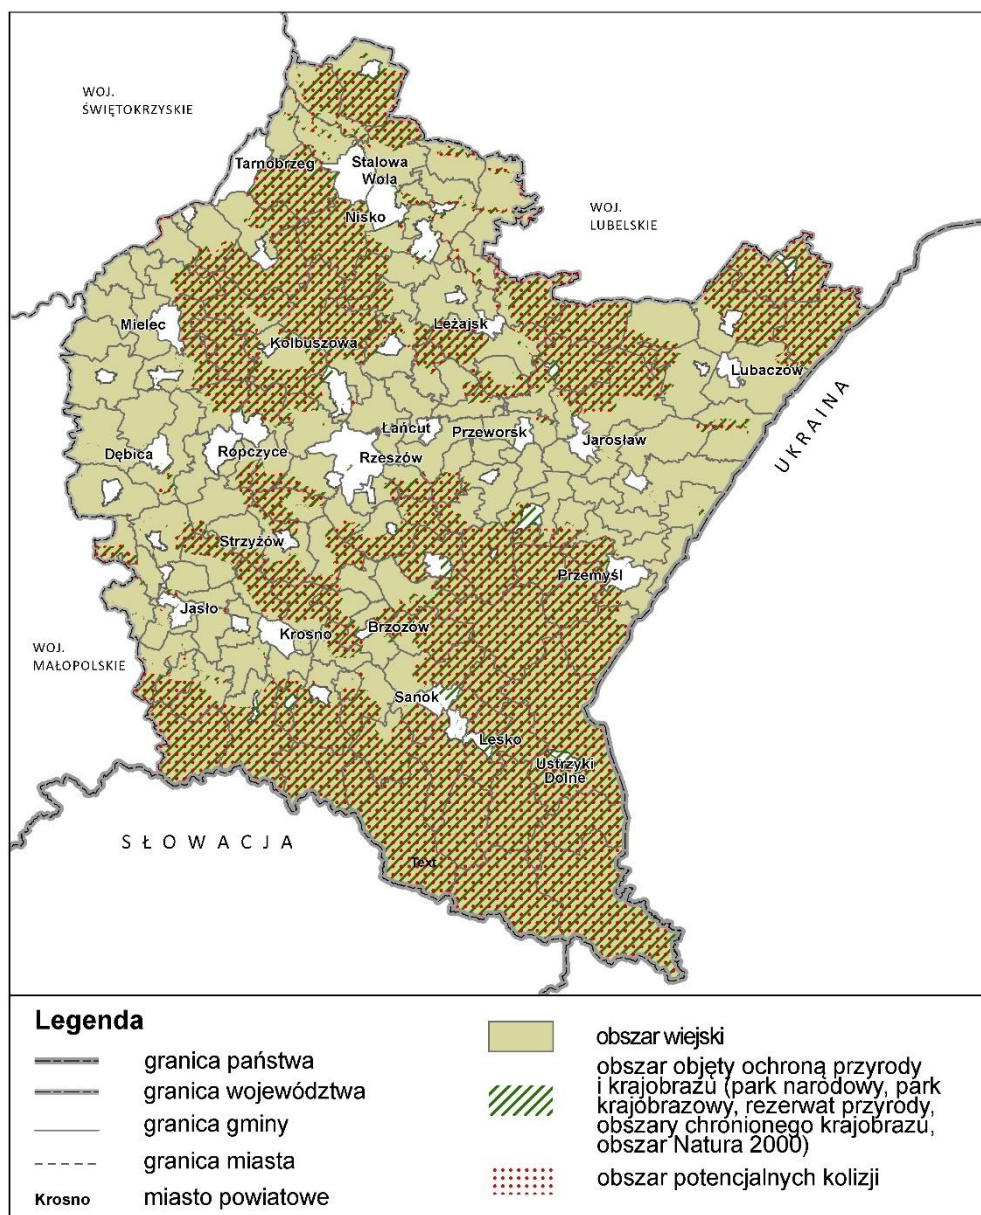 WOJ.
ŚWIĘTOKRZYSKIE
Tarnobrzeg
Stalowa
Wola
Nisko
WOJ.
LUBELSKIE
Mielec
Kolbuszowa
Leżajsk
Lubaczów
Dębica
Ropczyce
Łańcut
Rzeszów
Przeworsk
Jarosław
UKRAINA
Strzyżów
Przemyśl
Jasło
Krosno
Brzozów
WOJ.
MAŁOPOLSKIE
Sanok
Lesko
Ustrzyki
Dolne
SŁOWACJA
Text
Legenda
granica państwa
granica województwa
granica gminy
granica miasta
Krosno miasto powiatowe
obszar wiejski
obszar objęty ochroną przyrody
i krajobrazu (park narodowy, park
krajobrazowy, rezerwat przyrody,
obszary chronionego krajobrazu,
obszar Natura 2000)
obszar potencjalnych kolizji